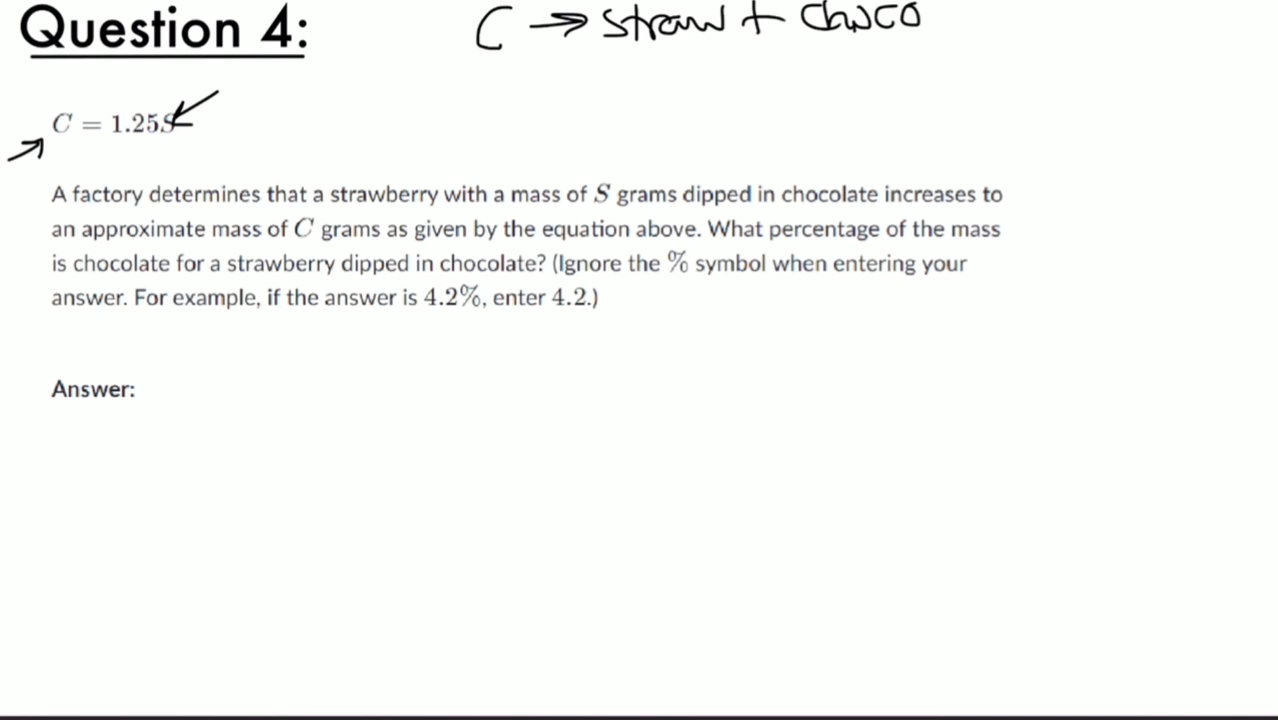 Question 4:
C → straw + choco
C = 1.25S
A factory determines that a strawberry with a mass of S grams dipped in chocolate increases to
an approximate mass of C grams as given by the equation above. What percentage of the mass
is chocolate for a strawberry dipped in chocolate? (Ignore the % symbol when entering your
answer. For example, if the answer is 4.2%, enter 4.2.)
Answer: